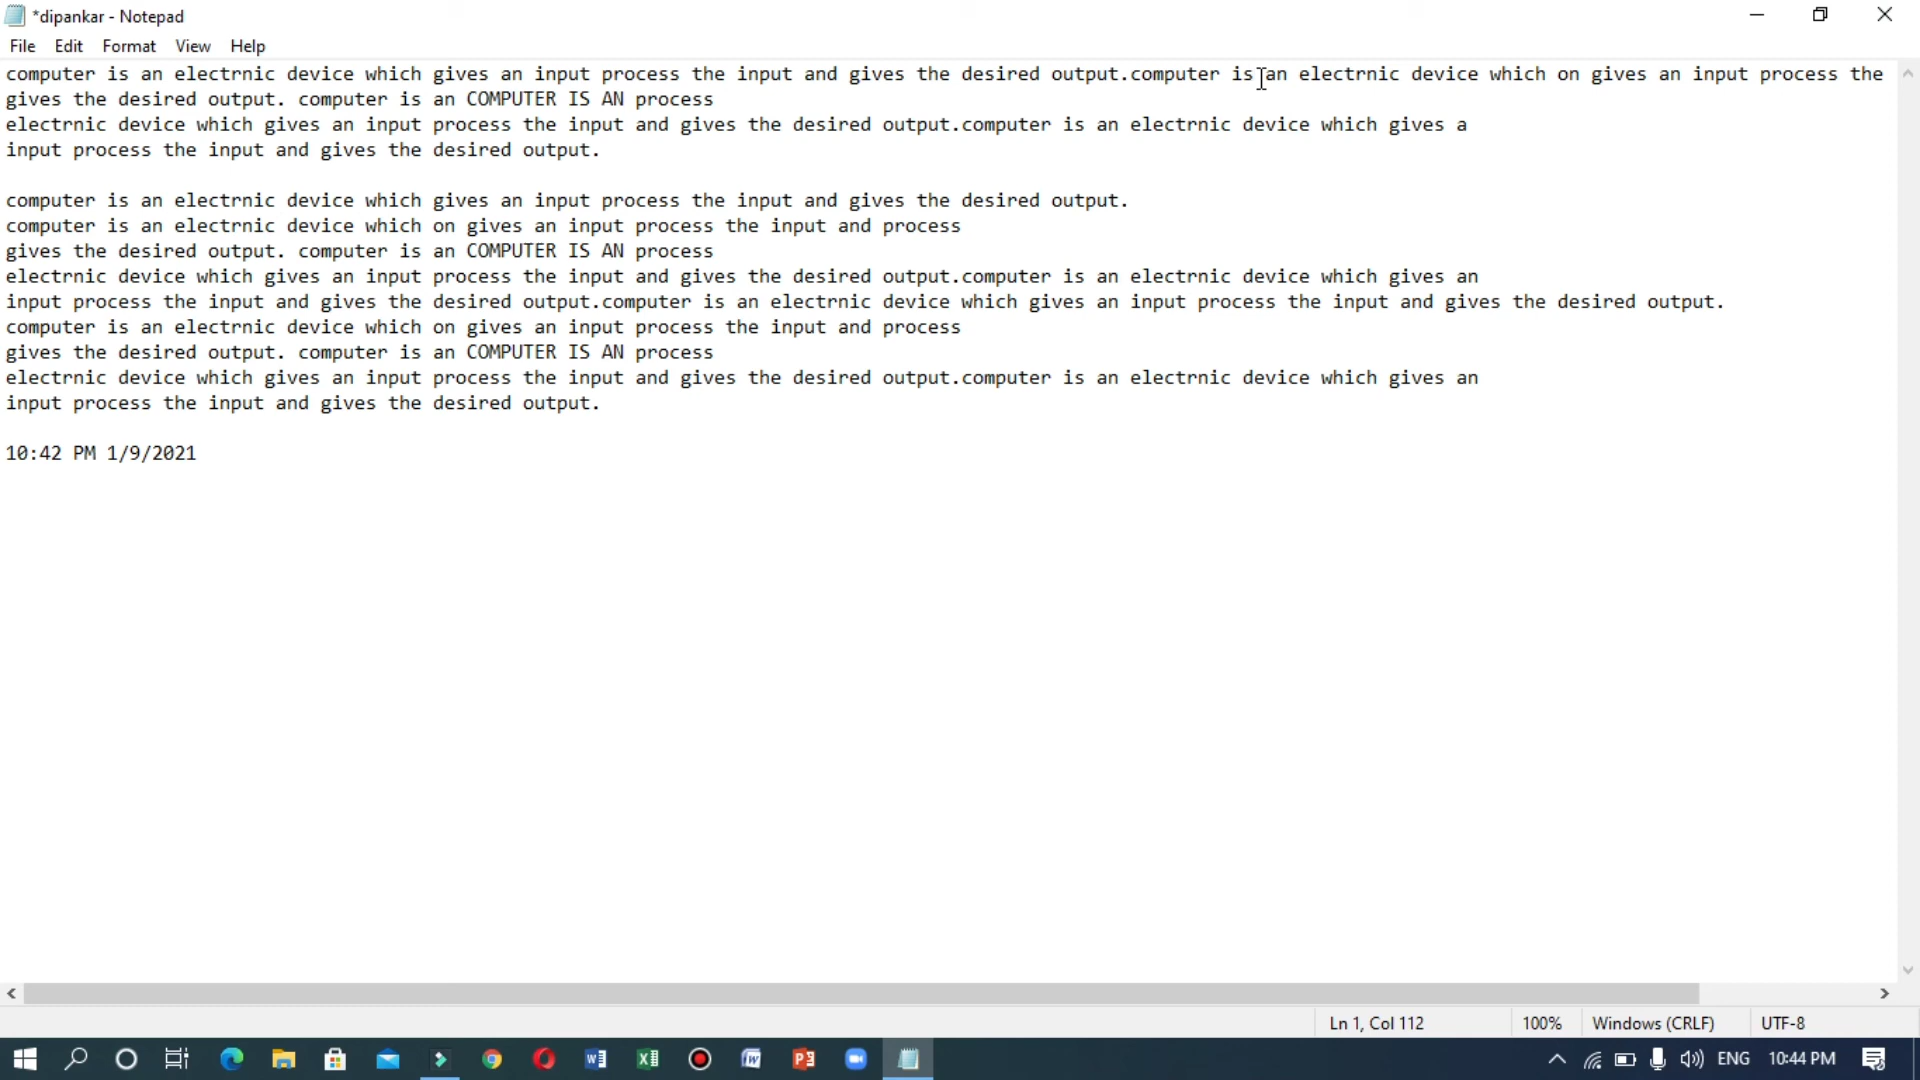 *dipankar - Notepad
File Edit Format View Help
computer is an electrnic device which gives an input process the input and gives the desired output.computer is an electrnic device which on gives an input process the
gives the desired output. computer is an COMPUTER IS AN process
electrnic device which gives an input process the input and gives the desired output.computer is an electrnic device which gives a
input process the input and gives the desired output.
computer is an electrnic device which gives an input process the input and gives the desired output.
computer is an electrnic device which on gives an input process the input and process
gives the desired output. computer is an COMPUTER IS AN process
electrnic device which gives an input process the input and gives the desired output.computer is an electrnic device which gives an
input process the input and gives the desired output.computer is an electrnic device which gives an input process the input and gives the desired output.
computer is an electrnic device which on gives an input process the input and process
gives the desired output. computer is an COMPUTER IS AN process
electrnic device which gives an input process the input and gives the desired output.computer is an electrnic device which gives an
input process the input and gives the desired output.
10:42 PM 1/9/2021
Ln 1, Col 112 100% Windows (CRLF) UTF-8
ENG 10:44 PM